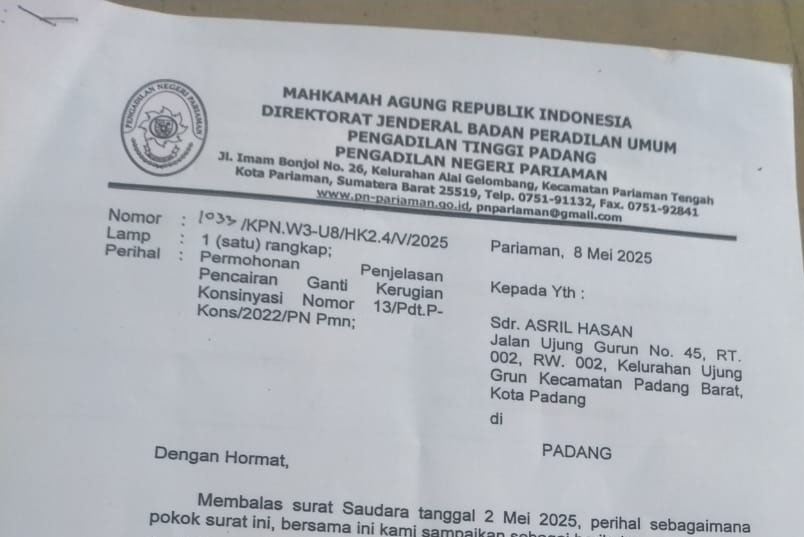 PENGADILAN NEGERI PARIAMAN
MAHKAMAH AGUNG REPUBLIK INDONESIA
DIREKTORAT JENDERAL BADAN PERADILAN UMUM
PENGADILAN TINGGI PADANG
PENGADILAN NEGERI PARIAMAN
Jl. Imam Bonjol No. 26, Kelurahan Alai Gelombang, Kecamatan Pariaman Tengah
Kota Pariaman, Sumatera Barat 25519, Telp. 0751-91132, Fax. 0751-92841
www.pn-pariaman.go.id, pnpariaman@gmail.com
Nomor : 1033/KPN.W3-U8/HK2.4/V/2025
Lamp : 1 (satu) rangkap;
Perihal : Permohonan Penjelasan
Pencairan Ganti Kerugian
Konsinyasi Nomor 13/Pdt.P-
Kons/2022/PN Pmn;
Pariaman, 8 Mei 2025
Kepada Yth :
Sdr. ASRIL HASAN
Jalan Ujung Gurun No. 45, RT.
002, RW. 002, Kelurahan Ujung
Grun Kecamatan Padang Barat,
Kota Padang
di
PADANG
Dengan Hormat,
Membalas surat Saudara tanggal 2 Mei 2025, perihal sebagaimana
pokok surat ini, bersama ini kami sampaikan